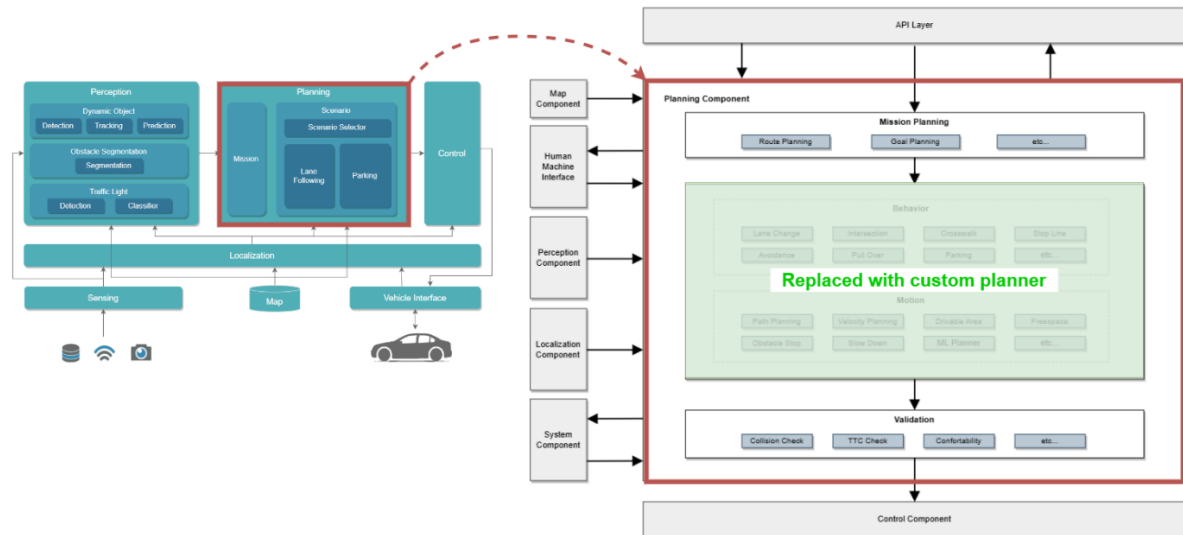 Perception
Dynamic Object
Detection
Tracking
Prediction
Obstacle Segmentation
Segmentation
Traffic Light
Detection
Classifier
Planning
Mission
Scenario
Scenario Selector
Lane
Following
Parking
Control
Localization
Sensing
Map
Vehicle Interface
API Layer
Map
Component
Human
Machine
Interface
Perception
Component
Localization
Component
System
Component
Planning Component
Mission Planning
Route Planning
Goal Planning
etc...
Behavior
Lane Change
Intersection
Crosswalk
Stop Line
Avoidance
Pull Over
Parking
etc...
Replaced with custom planner
Motion
Path Planning
Velocity Planning
Drivable Area
Freespace
Obstacle Stop
Slow Down
ML Planner
etc...
Validation
Collision Check
TTC Check
Confortability
etc...
Control Component